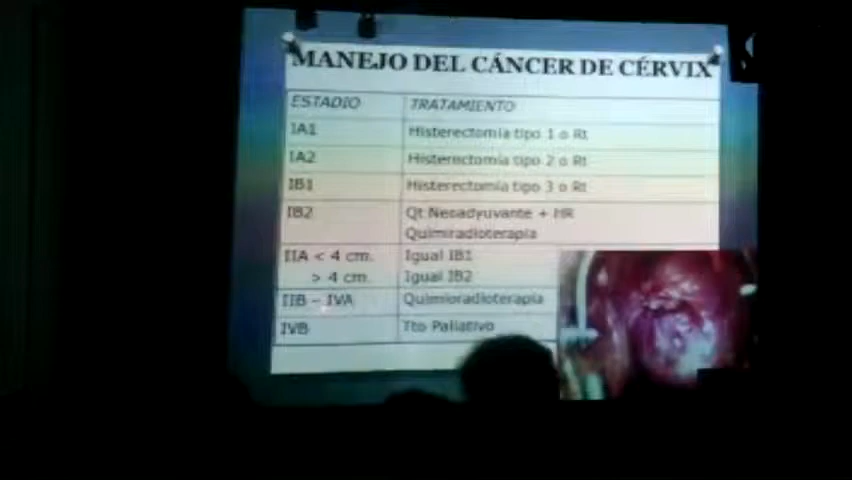 MANEJO DEL CÁNCER DE CÉRVIX
ESTADIO TRATAMIENTO
IA1 Histerectomía tipo 1 o Rt
IA2 Histerectomía tipo 2 o Rt
IB1 Histerectomía tipo 3 o Rt
IB2 Qt Neoadyuvante + HR
Quimiradioterapia
IIA < 4 cm. Igual IB1
> 4 cm. Igual IB2
IIB - IVA Quimioradioterapia
IVB Tto Paliativo